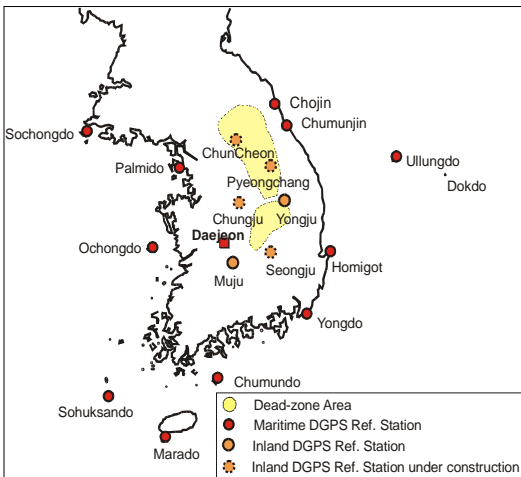 Chojin
Chumunjin
Sochongdo
ChunCheon
Ullungdo
Palmido
Pyeongchang
Dokdo
Chungju
Yongju
Daejeon
Ochongdo
Homigot
Seongju
Muju
Yongdo
Chumundo
Sohuksando
Marado
Dead-zone Area
Maritime DGPS Ref. Station
Inland DGPS Ref. Station
Inland DGPS Ref. Station under construction